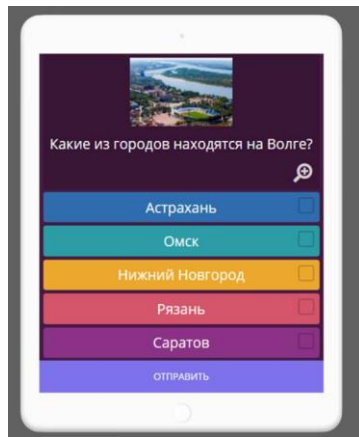 Какие из городов находятся на Волге?
Астрахань
Омск
Нижний Новгород
Рязань
Саратов
ОТПРАВИТЬ